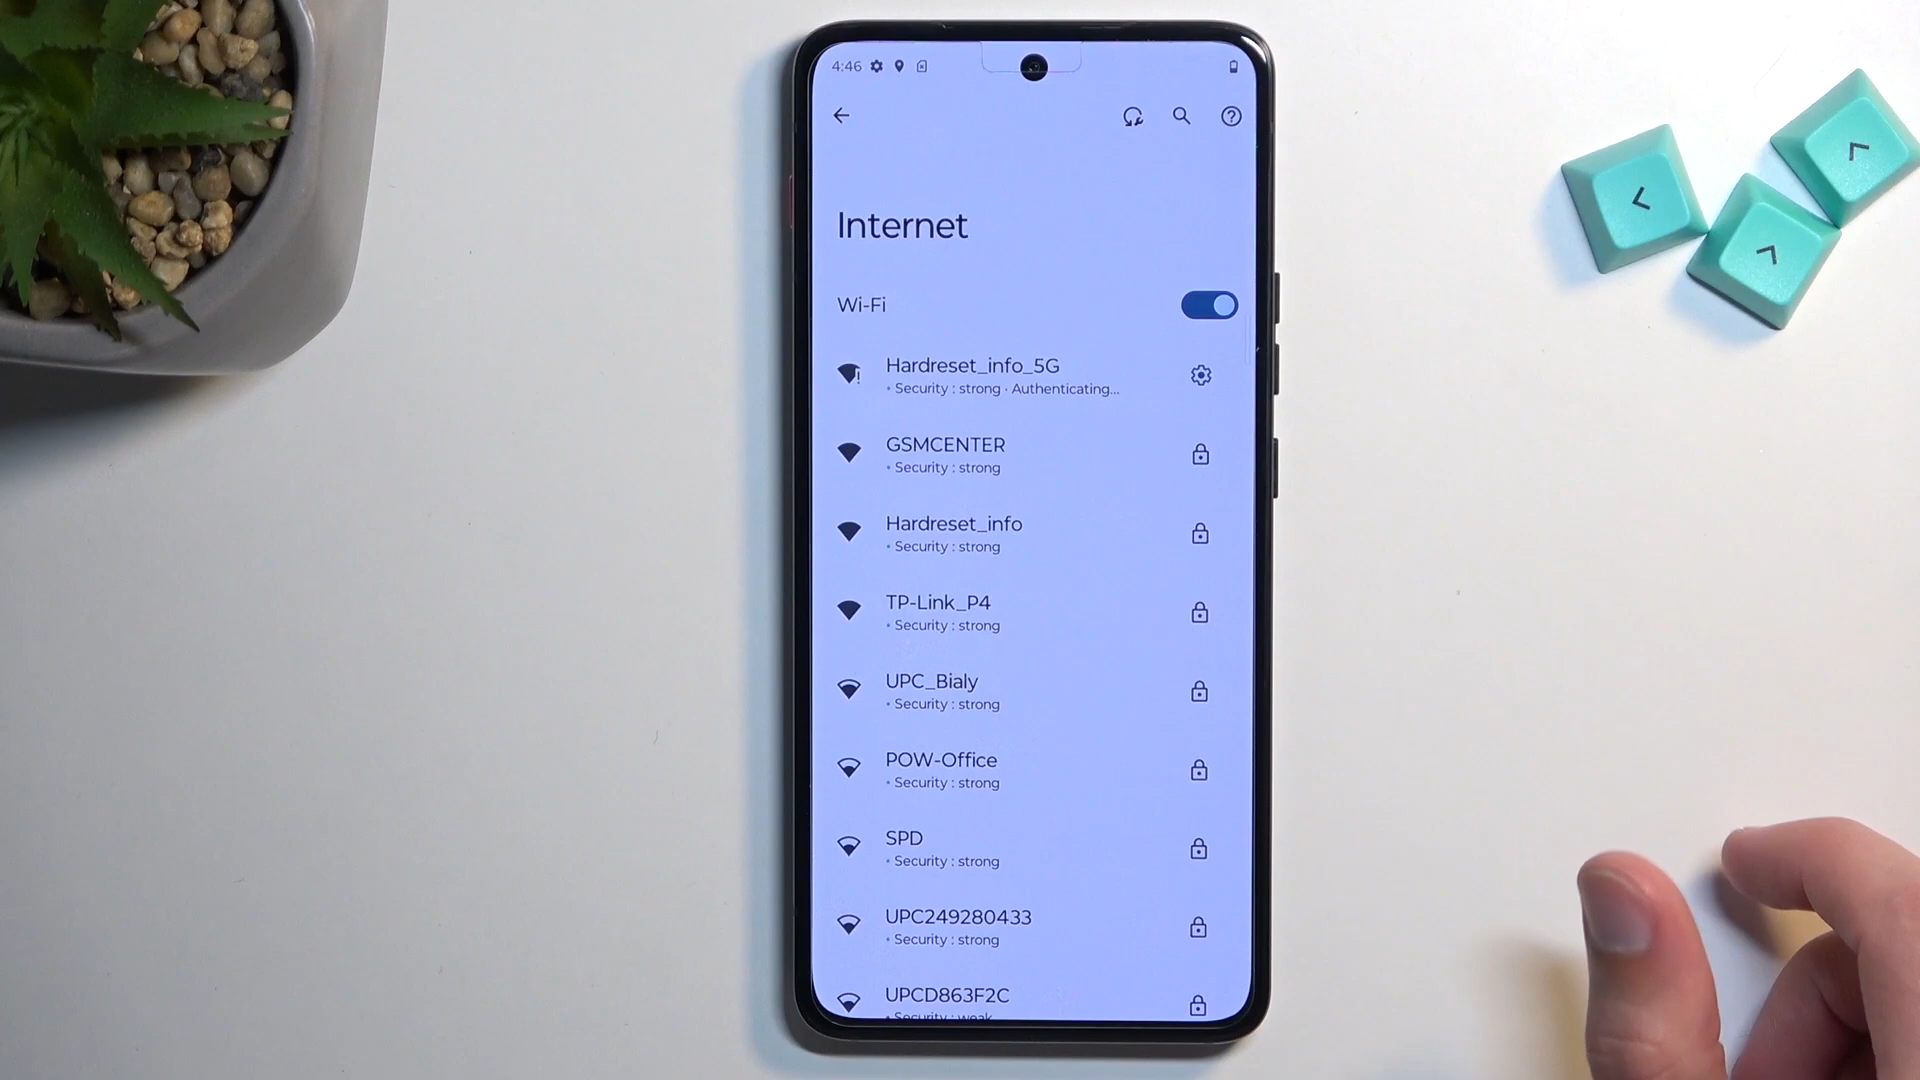 4:46
Internet
Wi-Fi
Hardreset_info_5G
• Security : strong · Authenticating...
GSMCENTER
• Security : strong
Hardreset_info
• Security : strong
TP-Link_P4
• Security : strong
UPC_Bialy
• Security : strong
POW-Office
• Security : strong
SPD
• Security : strong
UPC249280433
• Security : strong
UPCD863F2C
• Security : weak